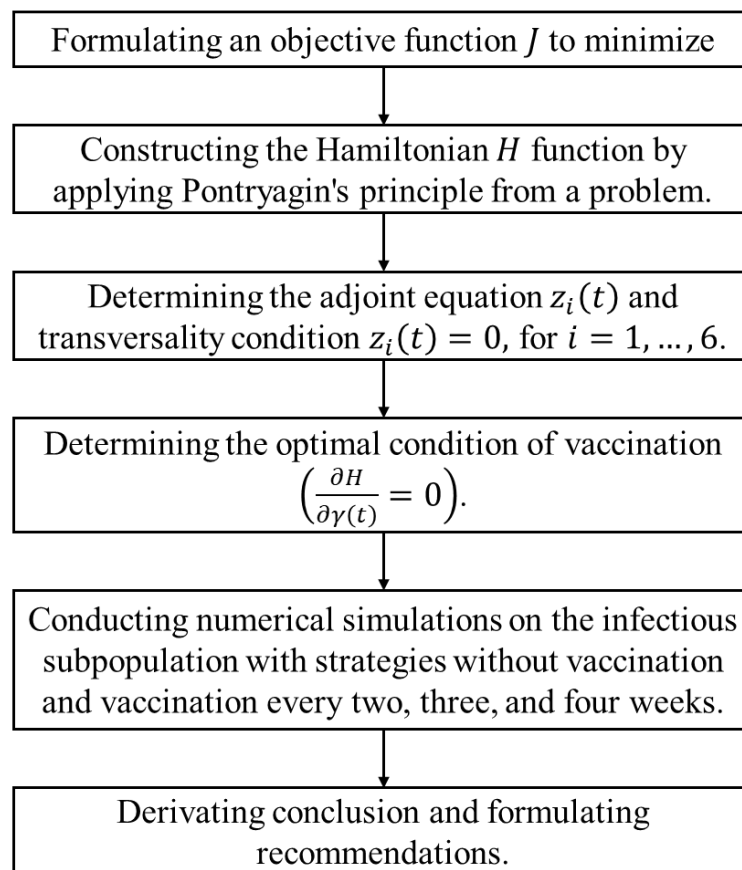 Formulating an objective function J to minimize
Constructing the Hamiltonian H function by
applying Pontryagin's principle from a problem.
Determining the adjoint equation zᵢ(t) and
transversality condition zᵢ(t) = 0, for i = 1, …, 6.
Determining the optimal condition of vaccination
(∂H/∂γ(t) = 0).
Conducting numerical simulations on the infectious
subpopulation with strategies without vaccination
and vaccination every two, three, and four weeks.
Derivating conclusion and formulating
recommendations.